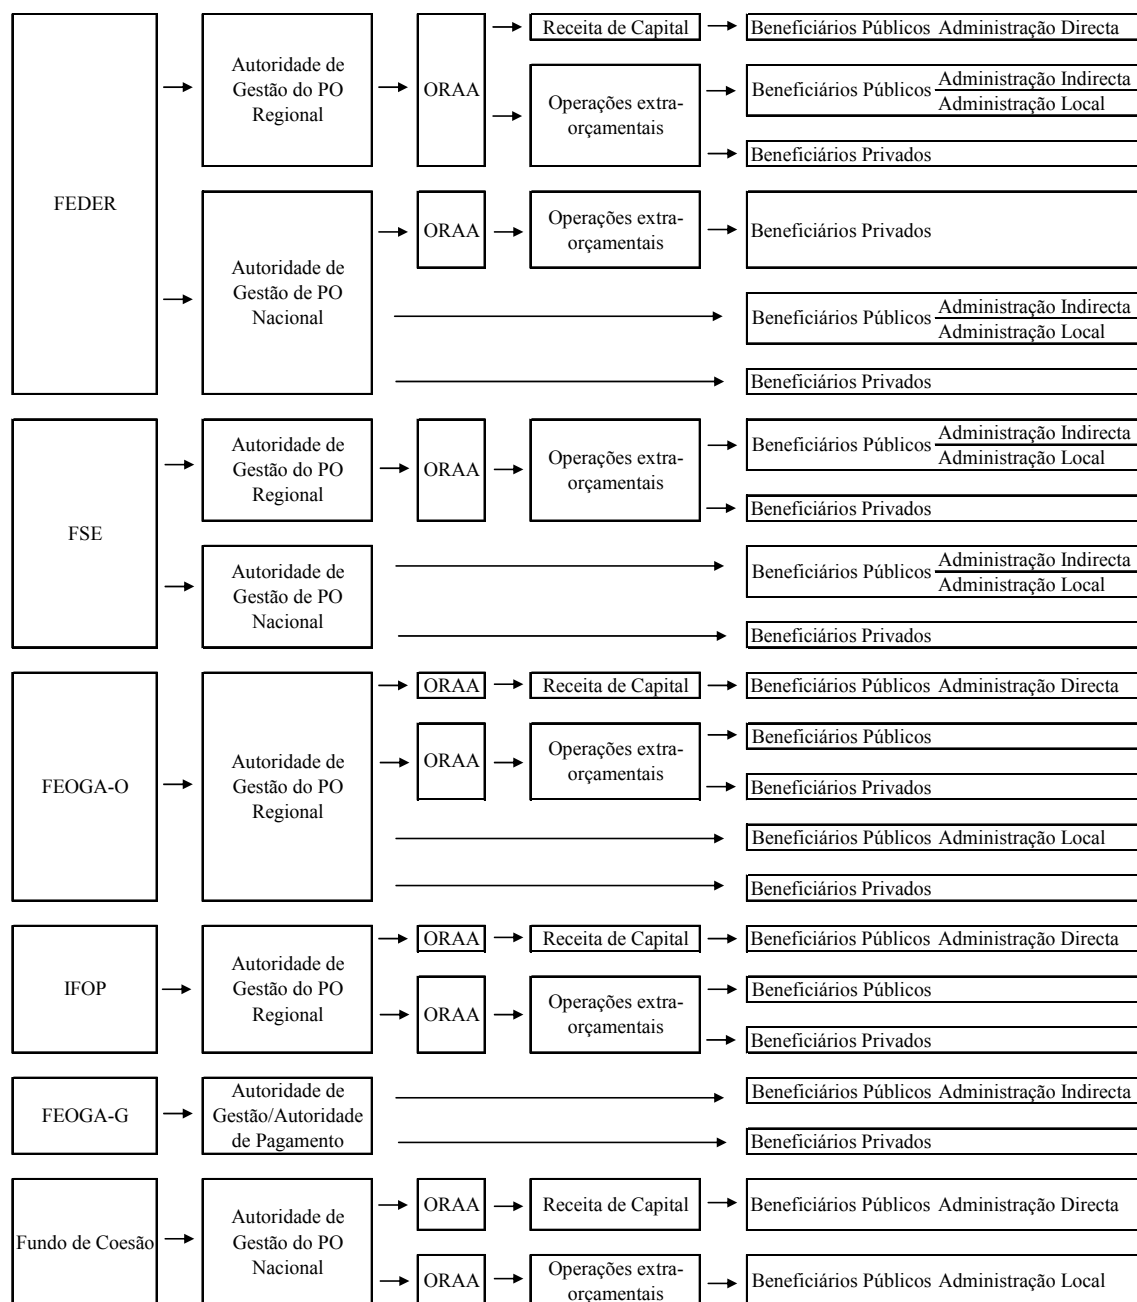 Receita de Capital
Beneficiários Públicos Administração Directa
Autoridade de
Gestão do PO
Regional
ORAA
Operações extra-
orçamentais
Beneficiários Públicos
Administração Indirecta
Administração Local
Beneficiários Privados
FEDER
Autoridade de
Gestão de PO
Nacional
ORAA
Operações extra-
orçamentais
Beneficiários Privados
Beneficiários Públicos
Administração Indirecta
Administração Local
Beneficiários Privados
FSE
Autoridade de
Gestão do PO
Regional
ORAA
Operações extra-
orçamentais
Beneficiários Públicos
Administração Indirecta
Administração Local
Beneficiários Privados
Autoridade de
Gestão de PO
Nacional
Beneficiários Públicos
Administração Indirecta
Administração Local
Beneficiários Privados
FEOGA-O
Autoridade de
Gestão do PO
Regional
ORAA
Receita de Capital
Beneficiários Públicos Administração Directa
ORAA
Operações extra-
orçamentais
Beneficiários Públicos
Beneficiários Privados
Beneficiários Públicos Administração Local
Beneficiários Privados
IFOP
Autoridade de
Gestão do PO
Regional
ORAA
Receita de Capital
Beneficiários Públicos Administração Directa
ORAA
Operações extra-
orçamentais
Beneficiários Públicos
Beneficiários Privados
FEOGA-G
Autoridade de
Gestão/Autoridade
de Pagamento
Beneficiários Públicos Administração Indirecta
Beneficiários Privados
Fundo de Coesão
Autoridade de
Gestão do PO
Nacional
ORAA
Receita de Capital
Beneficiários Públicos Administração Directa
ORAA
Operações extra-
orçamentais
Beneficiários Públicos Administração Local